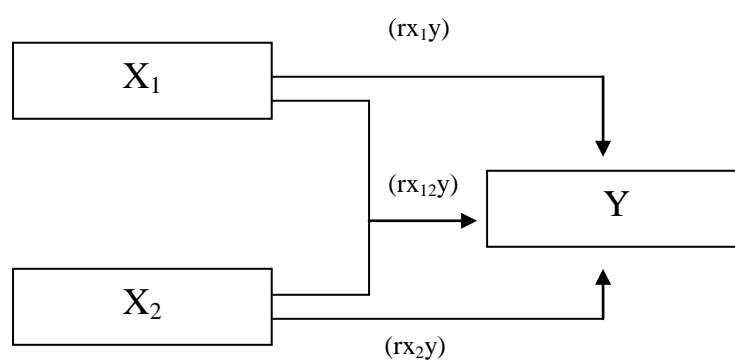 (rx₁y)
X₁
(rx₁₂y)
Y
X₂
(rx₂y)